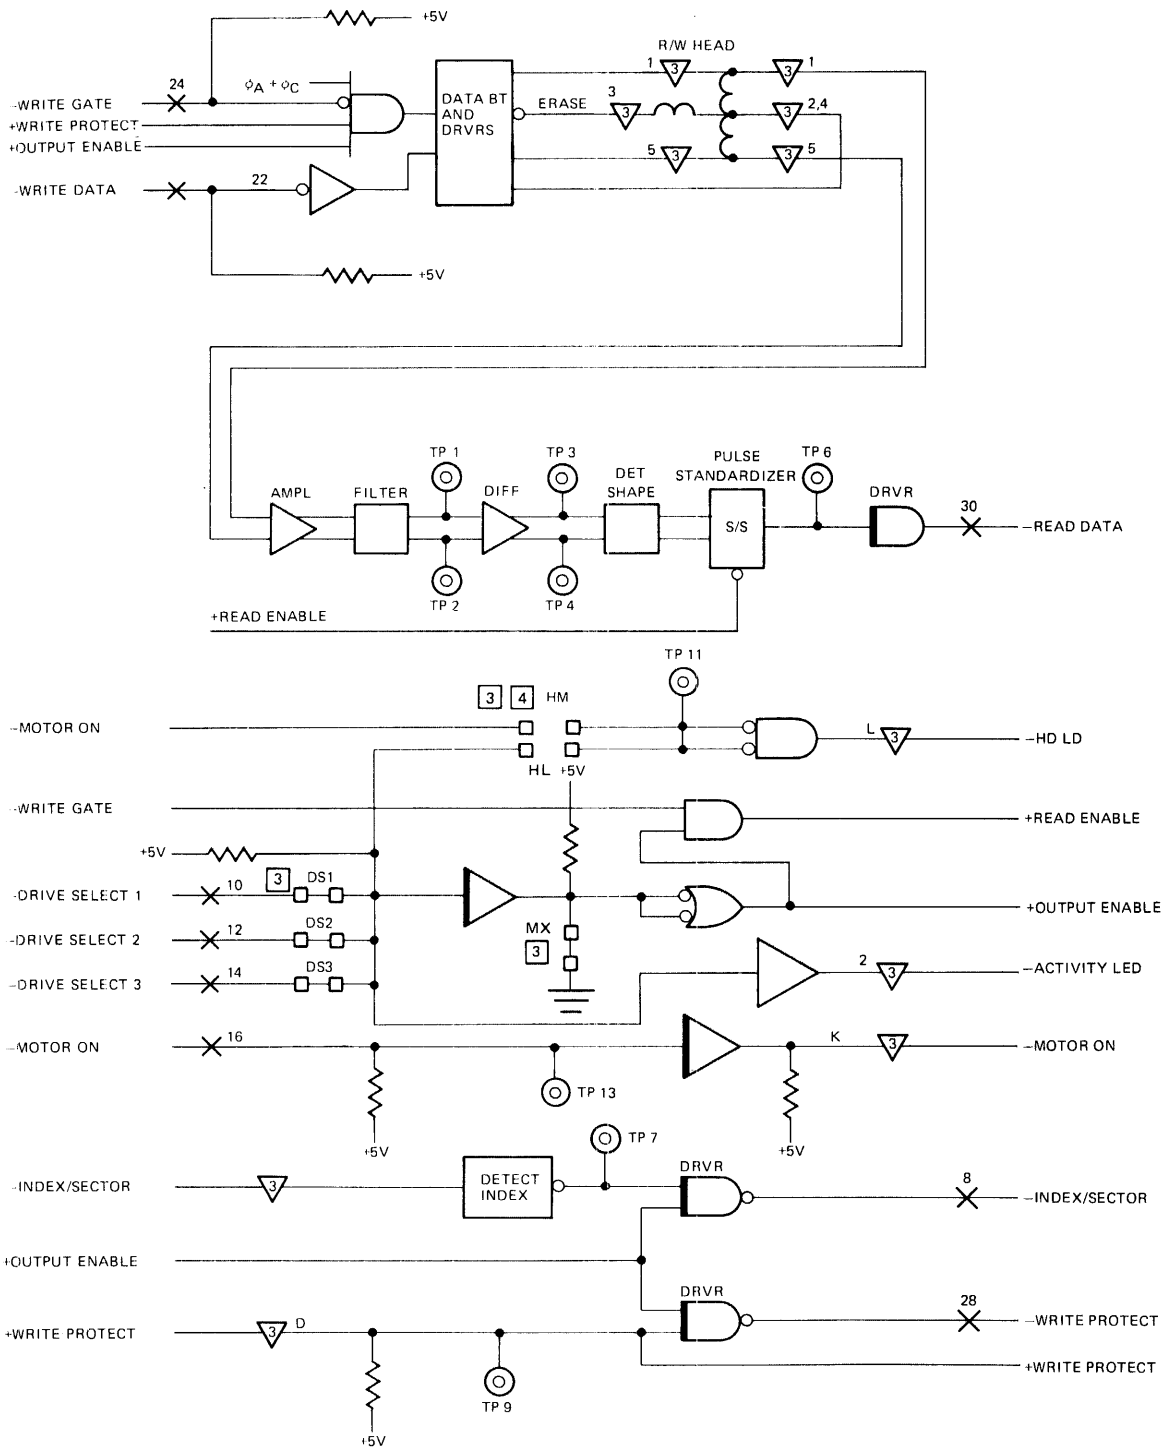 +5V
R/W HEAD
1 3 3 1
24 ϕA + ϕC
-WRITE GATE
DATA BT AND DRVRS
ERASE 3 3 3 2,4
+WRITE PROTECT
+OUTPUT ENABLE
5 3 3 5
-WRITE DATA 22
+5V
TP 1 TP 3 PULSE STANDARDIZER TP 6
AMPL FILTER DIFF DET SHAPE S/S DRVR 30 -READ DATA
TP 2 TP 4
+READ ENABLE
TP 11
3 4 HM
-MOTOR ON L 3 -HD LD
HL +5V
-WRITE GATE +READ ENABLE
+5V
-DRIVE SELECT 1 10 3 DS1 +OUTPUT ENABLE
-DRIVE SELECT 2 12 DS2 MX
3
-DRIVE SELECT 3 14 DS3 2 3 -ACTIVITY LED
-MOTOR ON 16 K 3 -MOTOR ON
TP 13
+5V +5V
TP 7
-INDEX/SECTOR 3 DETECT INDEX DRVR 8 -INDEX/SECTOR
+OUTPUT ENABLE
DRVR 28 -WRITE PROTECT
+WRITE PROTECT 3 D
+WRITE PROTECT
TP 9
+5V